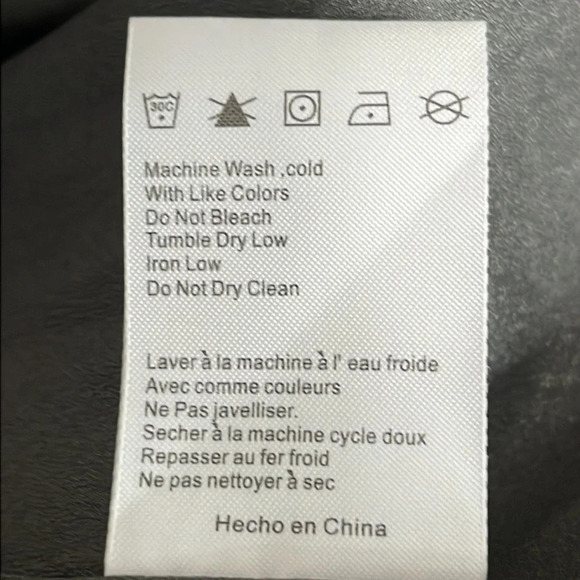 30C
Machine Wash ,cold
With Like Colors
Do Not Bleach
Tumble Dry Low
Iron Low
Do Not Dry Clean
Laver à la machine à l' eau froide
Avec comme couleurs
Ne Pas javelliser.
Secher à la machine cycle doux
Repasser au fer froid
Ne pas nettoyer à sec
Hecho en China